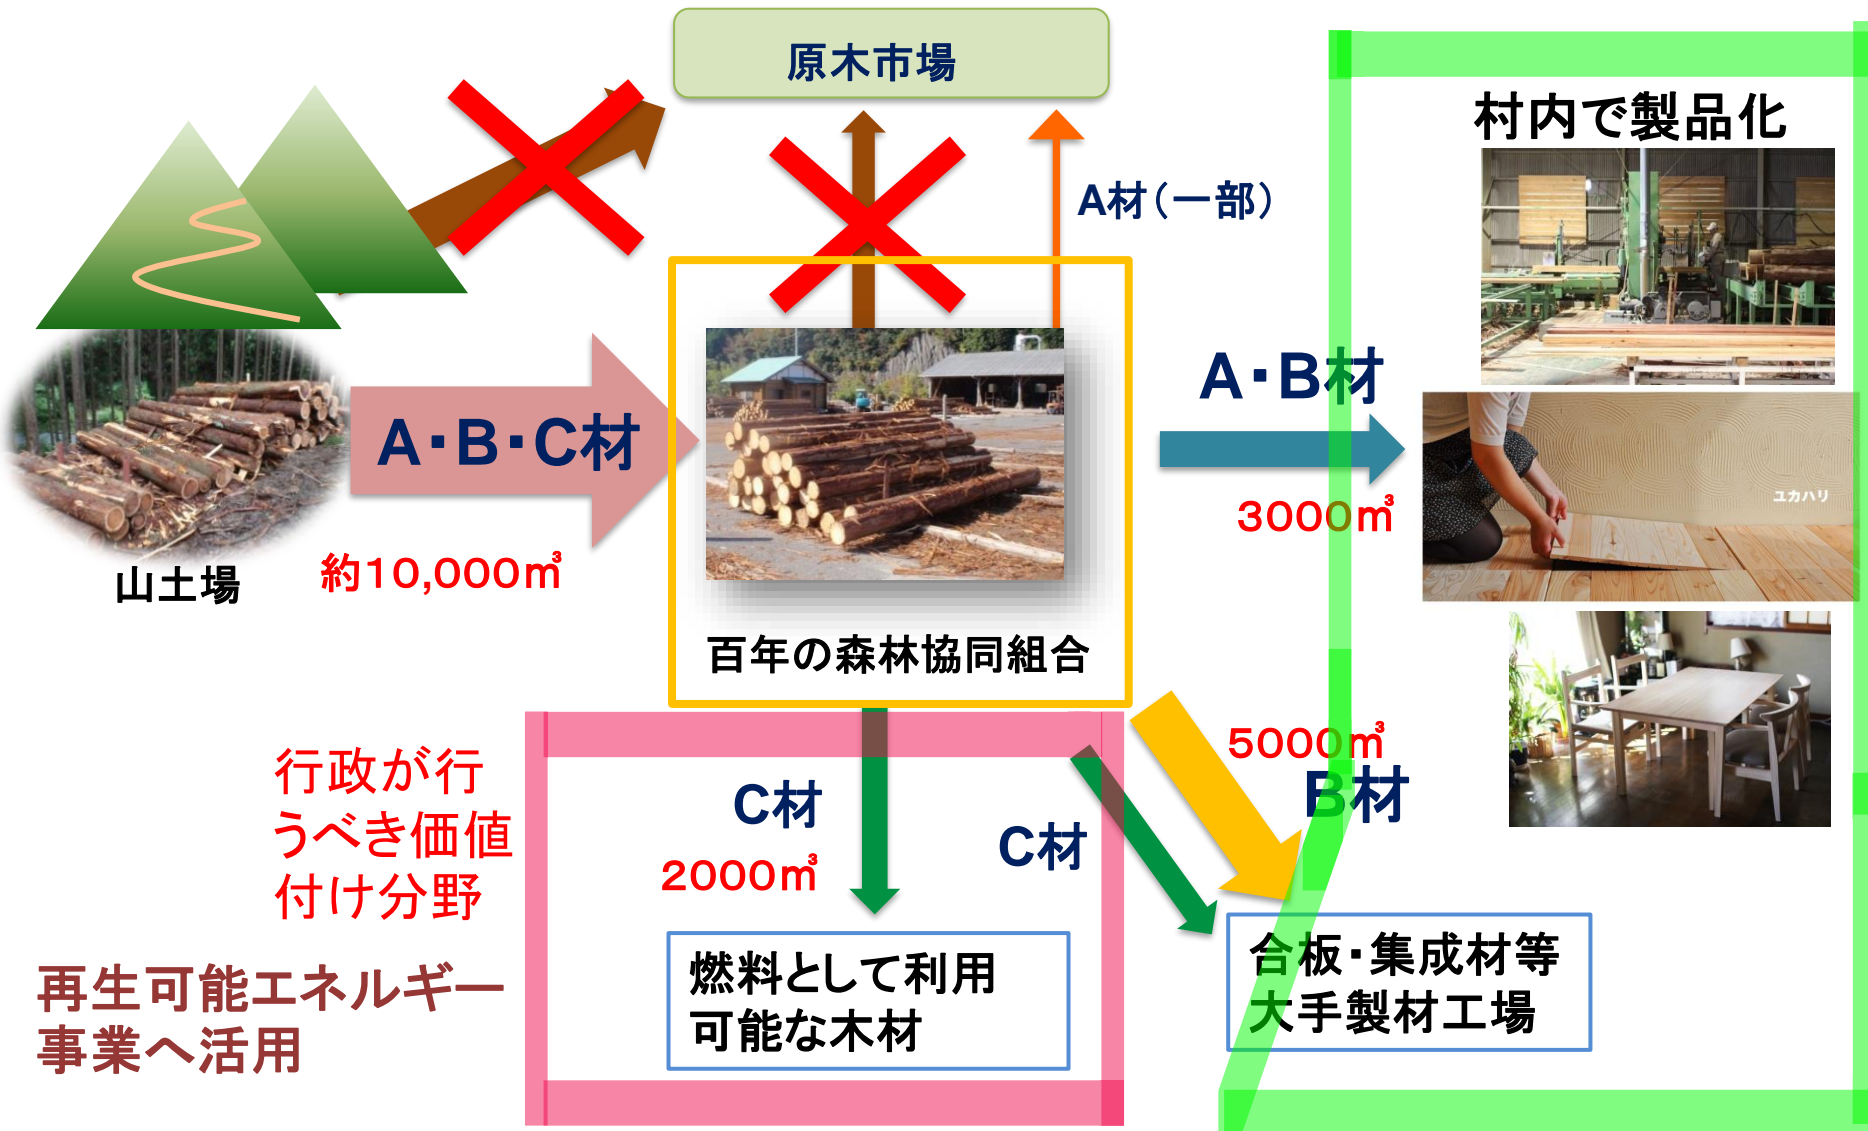 原木市場
村内で製品化
A材（一部）
A・B材
A・B・C材
ユカハリ
3000㎥
約10,000㎥
山土場
百年の森林協同組合
5000㎥
行政が行
うべき価値
付け分野
C材
B材
C材
2000㎥
燃料として利用
可能な木材
合板・集成材等
大手製材工場
再生可能エネルギー
事業へ活用